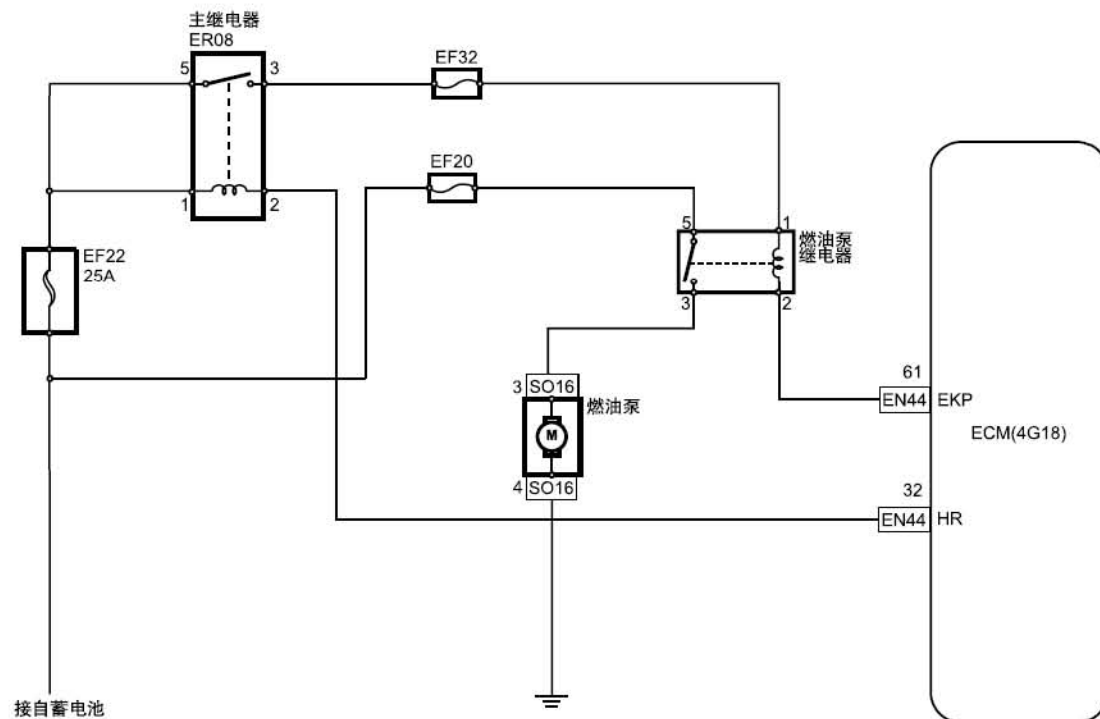 主继电器
ER08
5
3
EF32
1
2
EF20
EF22
25A
5
1
燃油泵
继电器
3
2
3
SO16
燃油泵
M
4
SO16
61
EN44
EKP
ECM(4G18)
32
EN44
HR
接自蓄电池